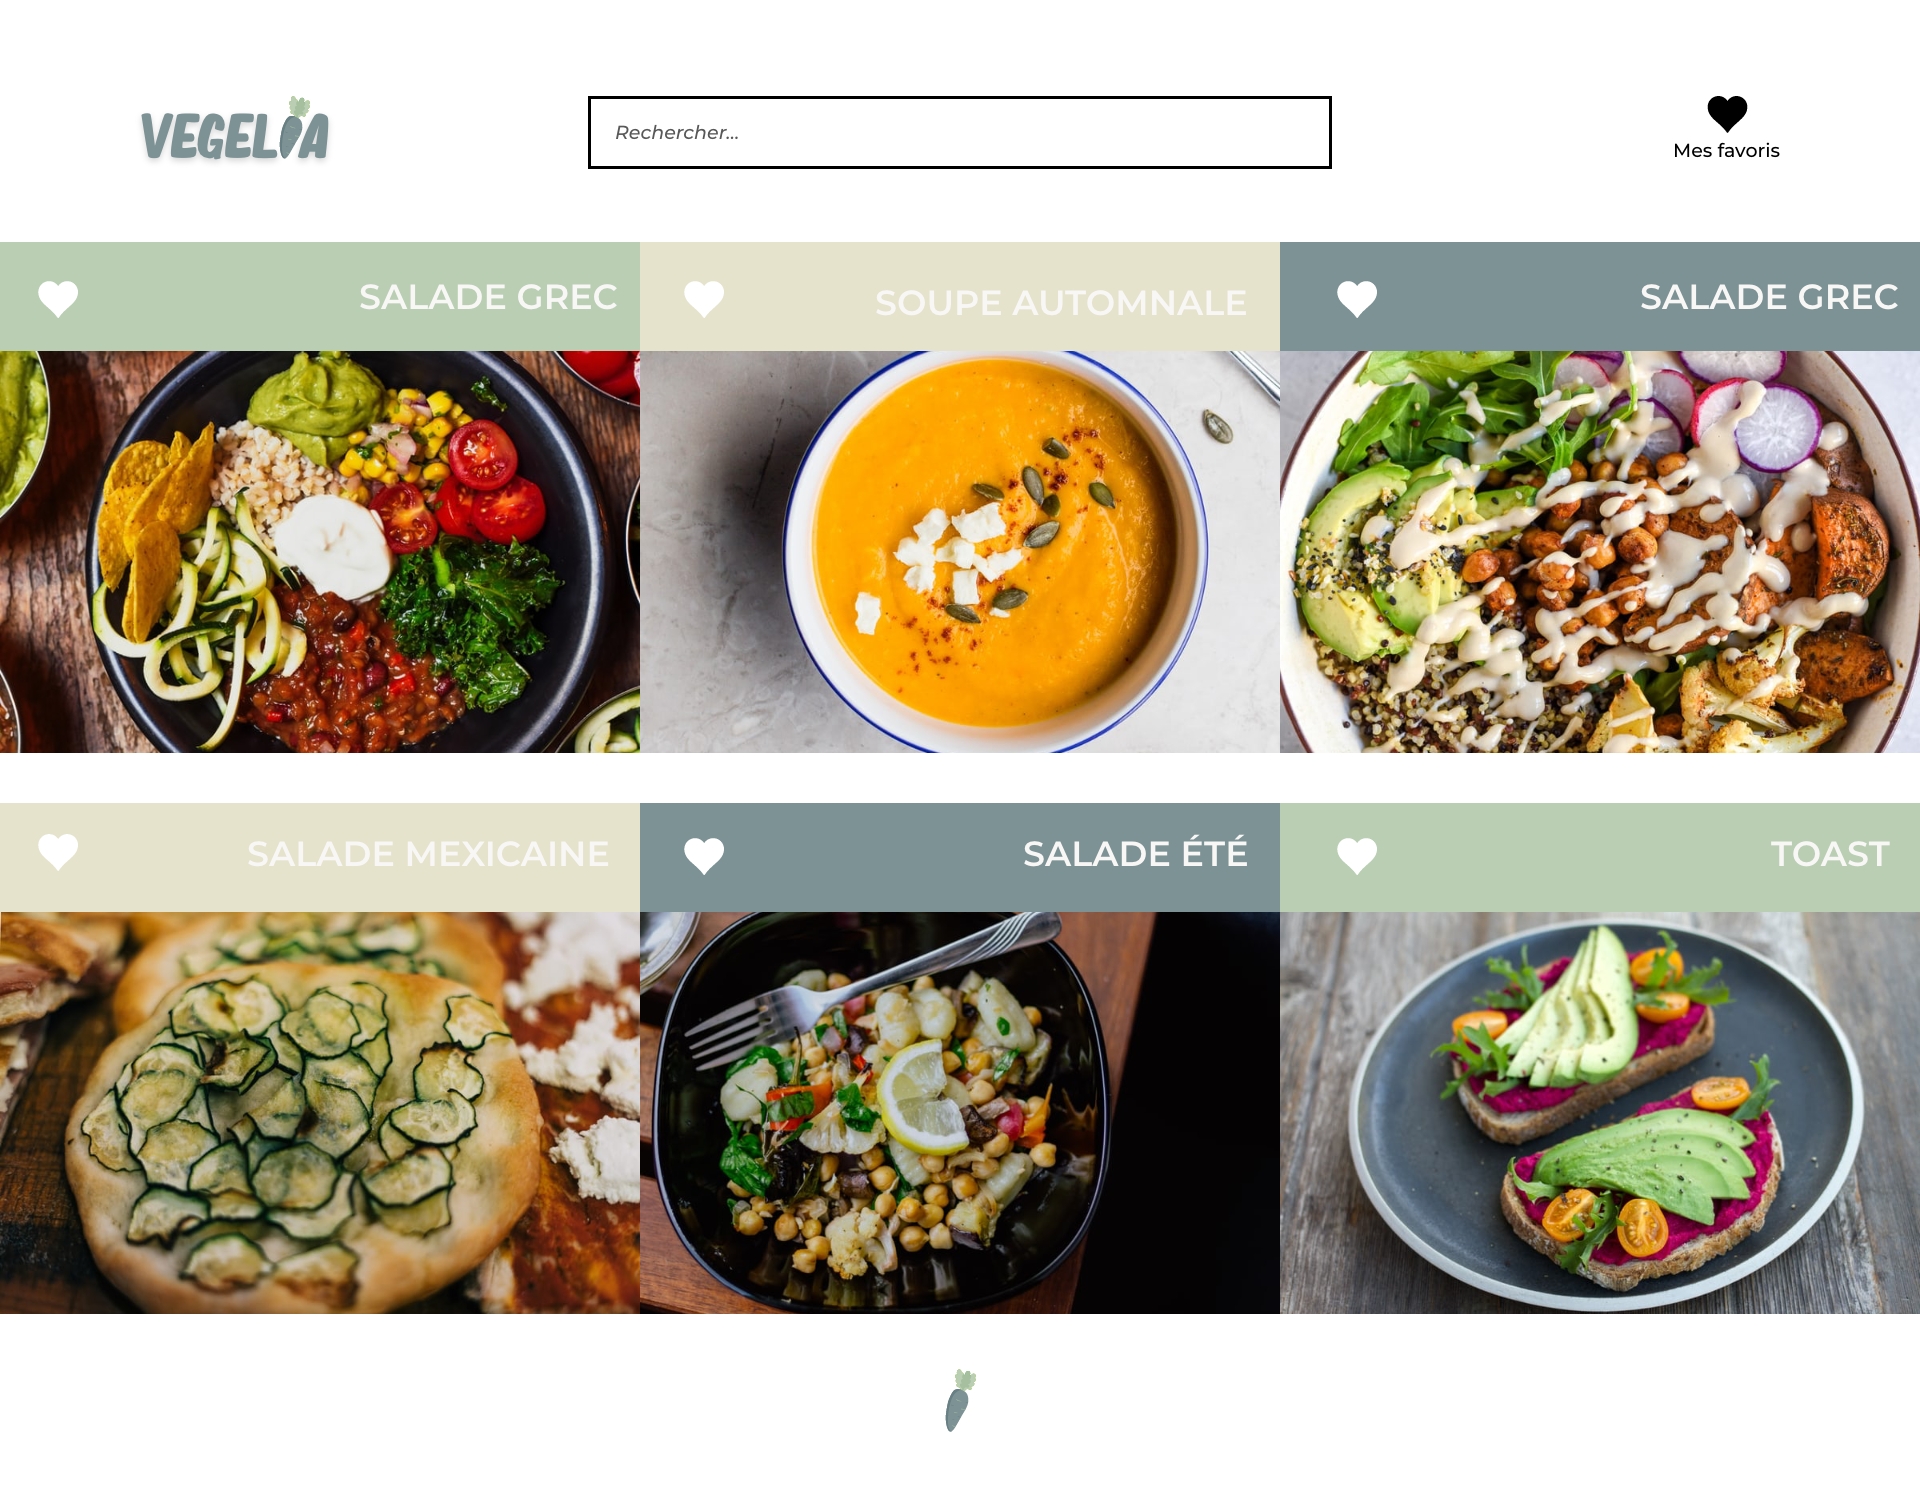 VEGELIA
Rechercher...
Mes favoris
SALADE GREC
SOUPE AUTOMNALE
SALADE GREC
SALADE MEXICAINE
SALADE ÉTÉ
TOAST